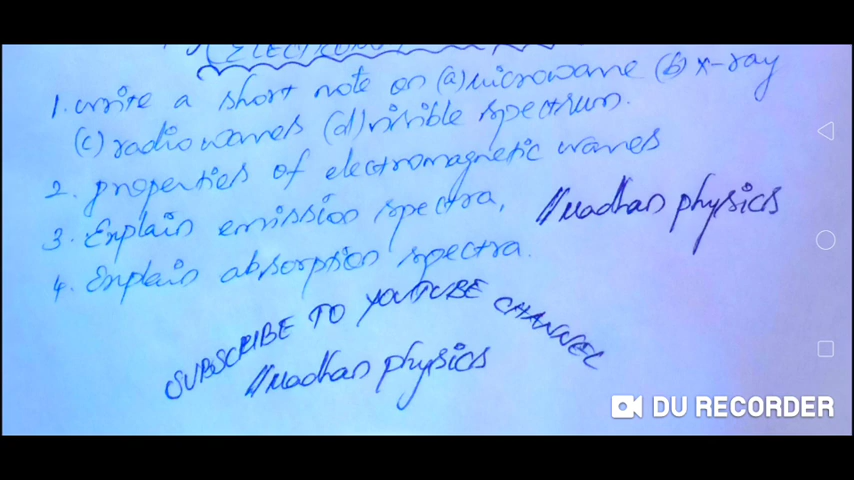 1. write a short note on (a) microwave (b) x-ray
(c) radio waves (d) visible spectrum.
2. properties of electromagnetic waves
3. Explain emission spectra,
Madhan physics
4. Explain absorption spectra.
SUBSCRIBE TO YOUTUBE CHANNEL
Madhan physics
DU RECORDER